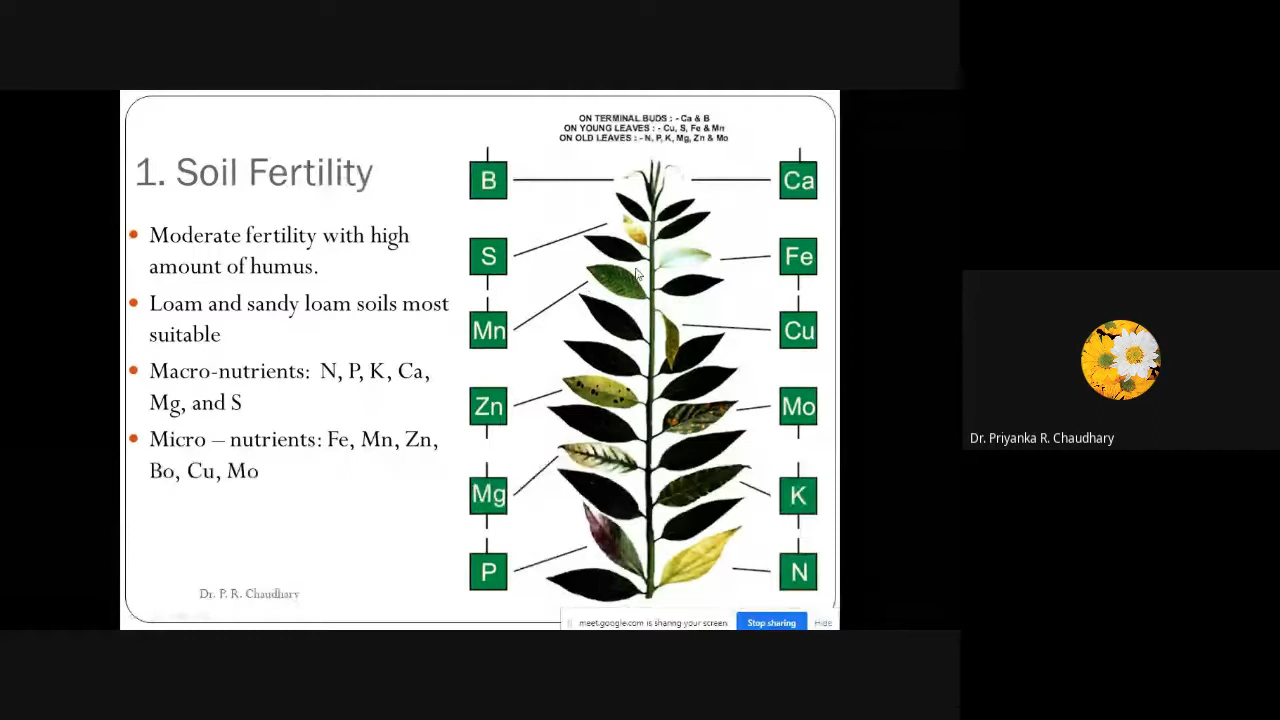 ON TERMINAL BUDS : - Ca & B
ON YOUNG LEAVES : - Cu, S, Fe & Mn
ON OLD LEAVES : - N, P, K, Mg, Zn & Mo
1. Soil Fertility
• Moderate fertility with high
amount of humus.
• Loam and sandy loam soils most
suitable
• Macro-nutrients: N, P, K, Ca,
Mg, and S
• Micro – nutrients: Fe, Mn, Zn,
Bo, Cu, Mo
B
Ca
S
Fe
Mn
Cu
Zn
Mo
Mg
K
P
N
Dr. P. R. Chaudhary
meet.google.com is sharing your screen
Stop sharing
Hide
Dr. Priyanka R. Chaudhary